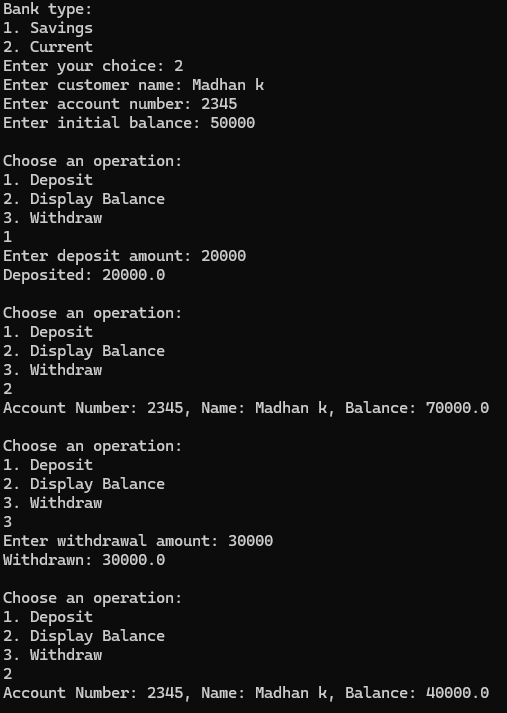 Bank type:
1. Savings
2. Current
Enter your choice: 2
Enter customer name: Madhan k
Enter account number: 2345
Enter initial balance: 50000

Choose an operation:
1. Deposit
2. Display Balance
3. Withdraw
1
Enter deposit amount: 20000
Deposited: 20000.0

Choose an operation:
1. Deposit
2. Display Balance
3. Withdraw
2
Account Number: 2345, Name: Madhan k, Balance: 70000.0

Choose an operation:
1. Deposit
2. Display Balance
3. Withdraw
3
Enter withdrawal amount: 30000
Withdrawn: 30000.0

Choose an operation:
1. Deposit
2. Display Balance
3. Withdraw
2
Account Number: 2345, Name: Madhan k, Balance: 40000.0